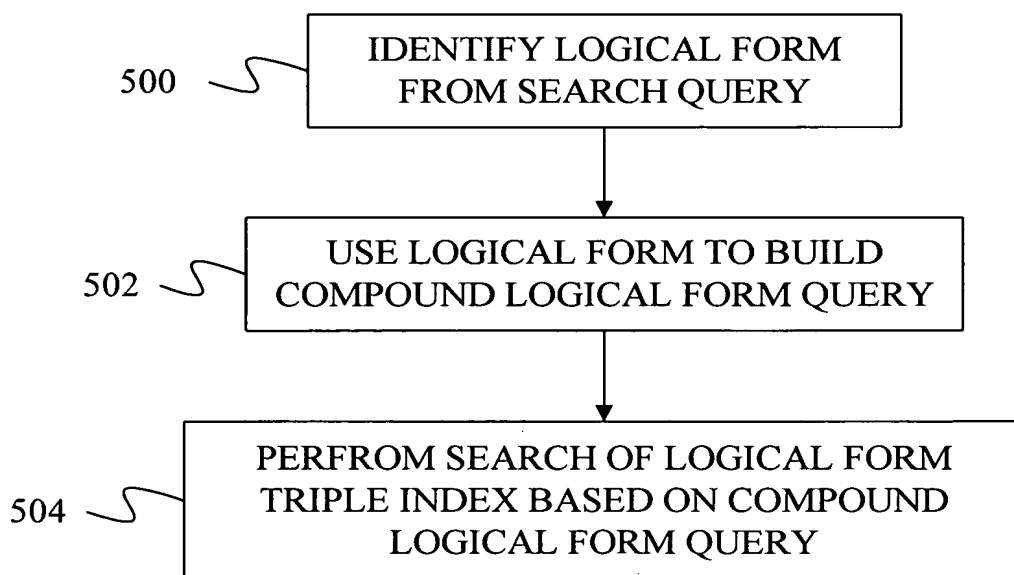 500
IDENTIFY LOGICAL FORM
FROM SEARCH QUERY
502
USE LOGICAL FORM TO BUILD
COMPOUND LOGICAL FORM QUERY
504
PERFROM SEARCH OF LOGICAL FORM
TRIPLE INDEX BASED ON COMPOUND
LOGICAL FORM QUERY